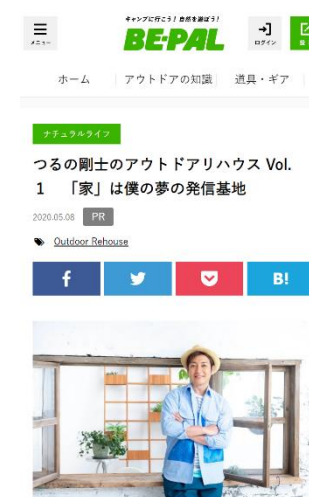 キャンプに行こう！自然を遊ぼう！
BE-PAL
メニュー
ログイン
ホーム
アウトドアの知識
道具・ギア
ナチュラルライフ
つるの剛士のアウトドアリハウス Vol.
１ 「家」は僕の夢の発信基地
2020.05.08 PR
Outdoor Rehouse
f
B!